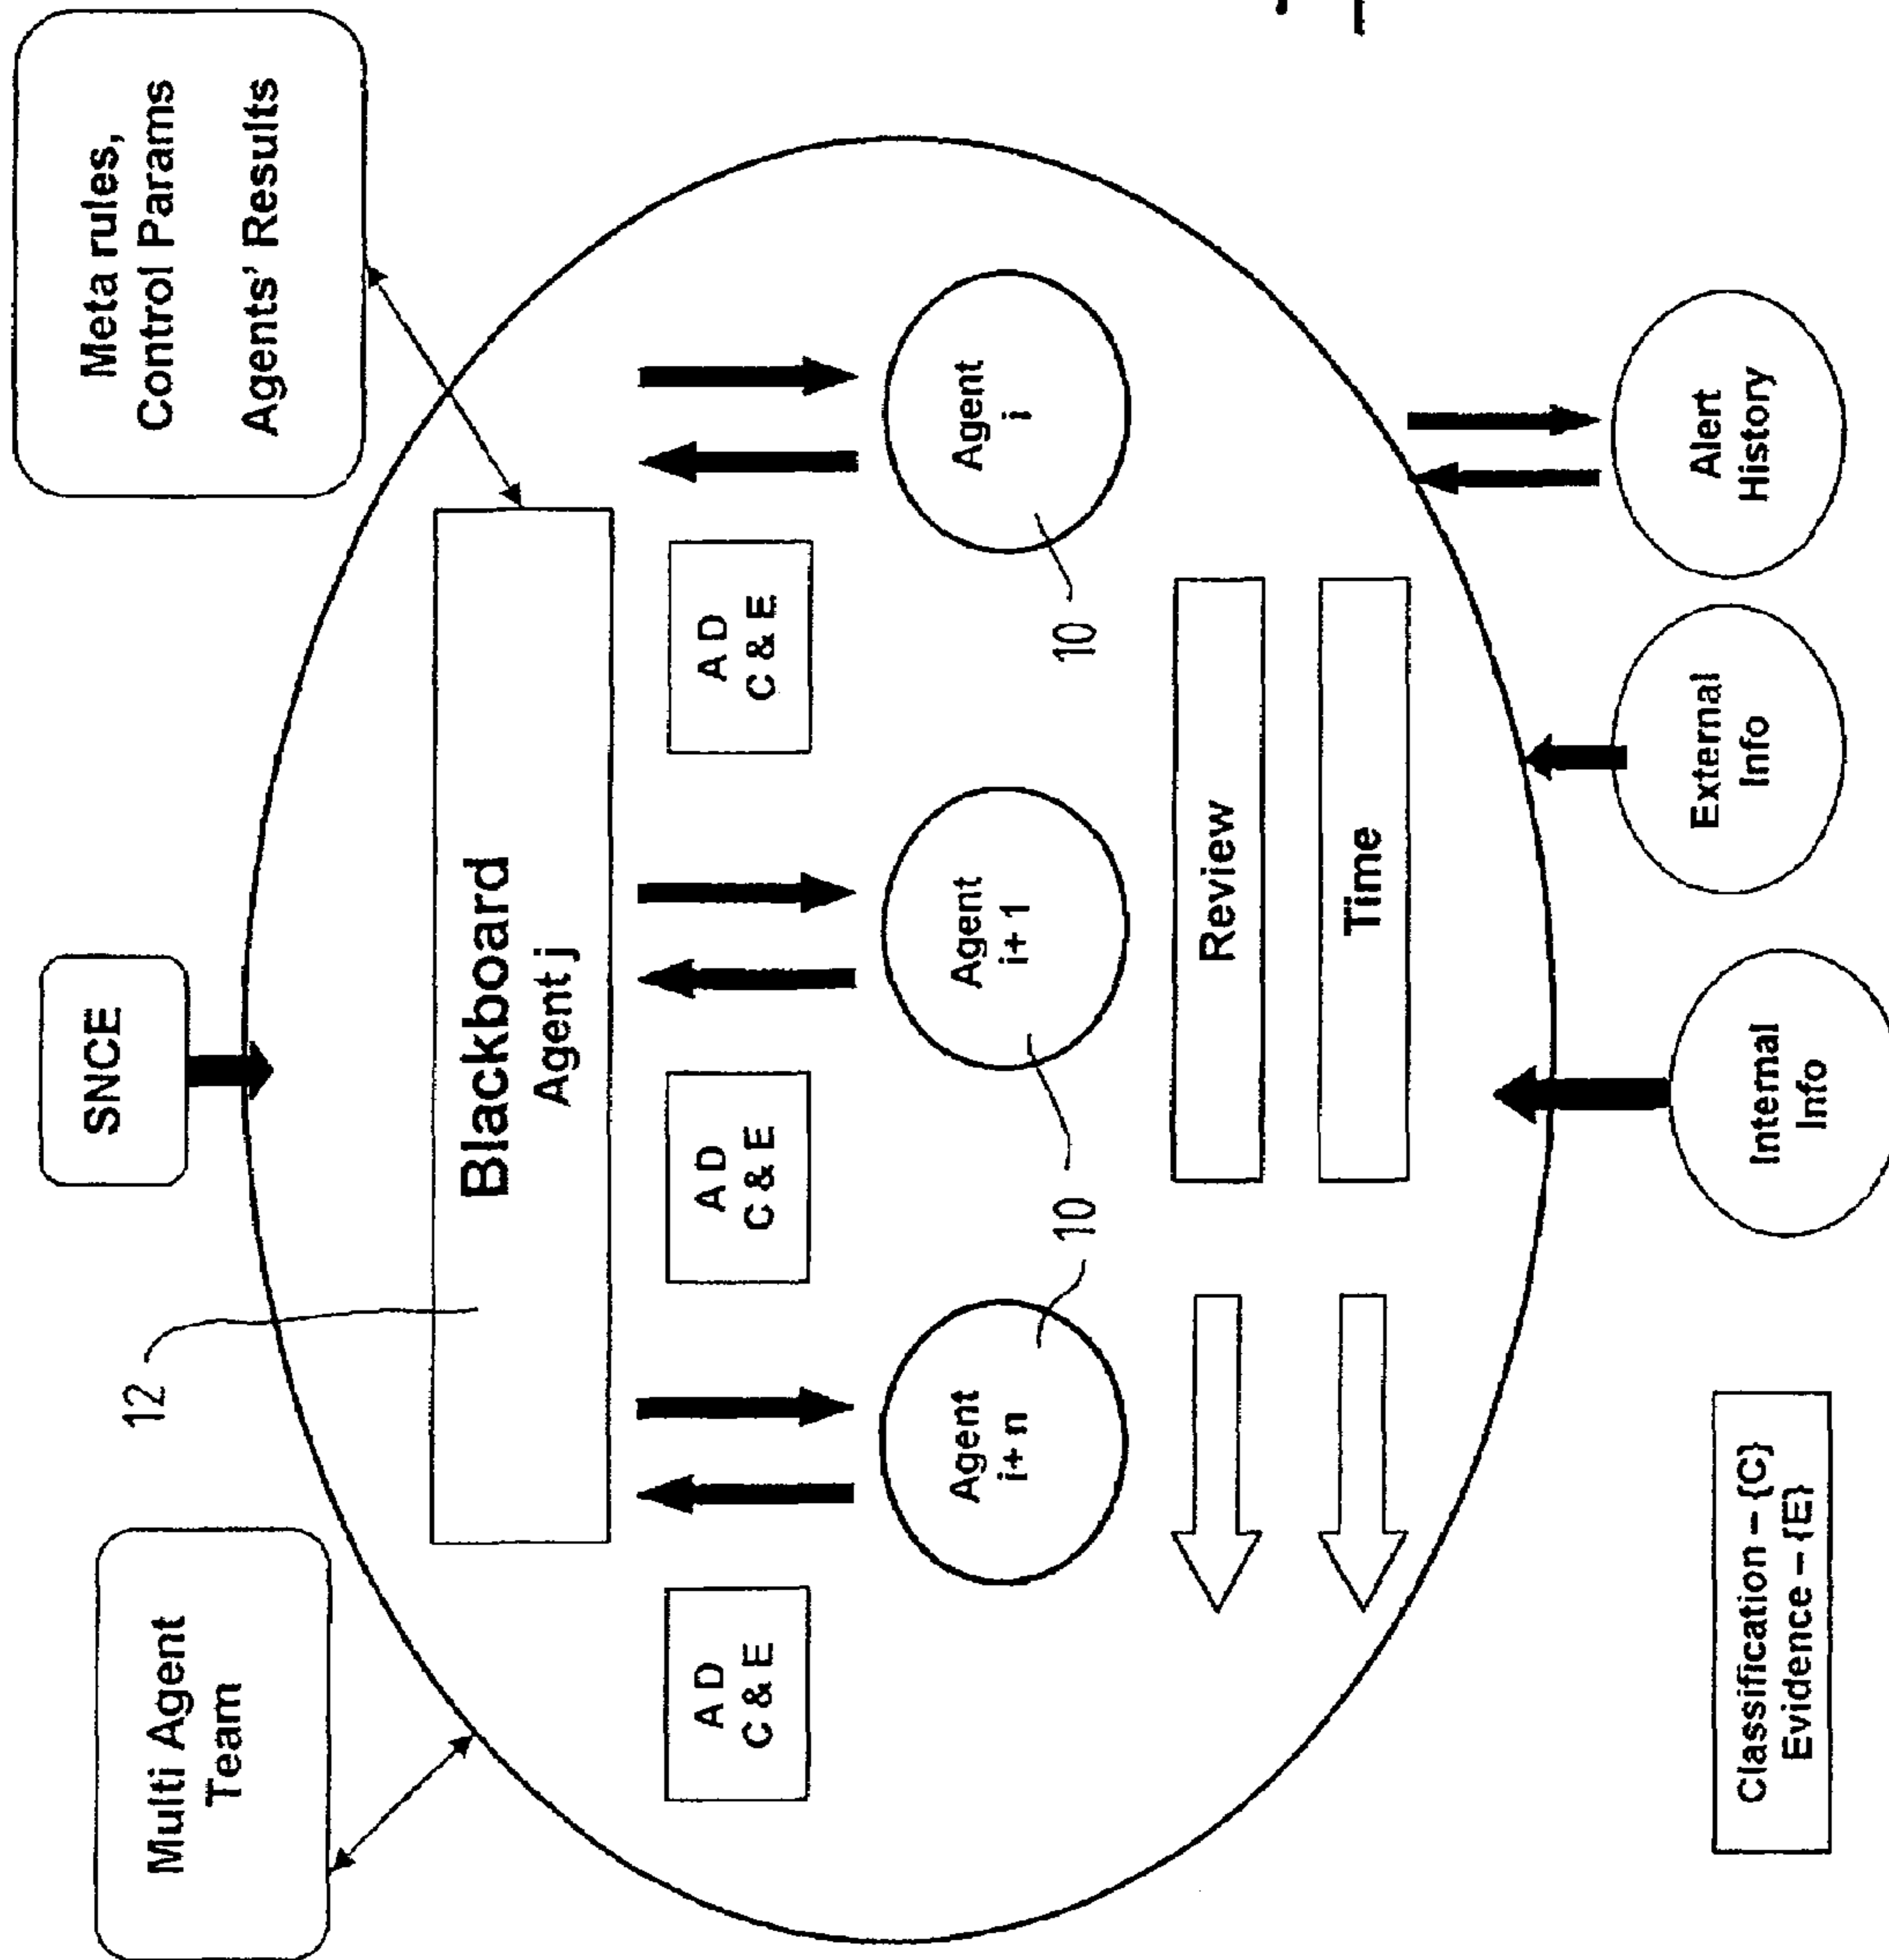 Multi Agent
Team
SNCE
Meta rules,
Control Params
Agents' Results
12
Blackboard
Agent j
A D
C & E
A D
C & E
A D
C & E
Agent
i+ n
Agent
i+ 1
Agent
i
10
10
10
Review
Time
Classification – {C}
Evidence – {E}
Internal
Info
External
Info
Alert
History